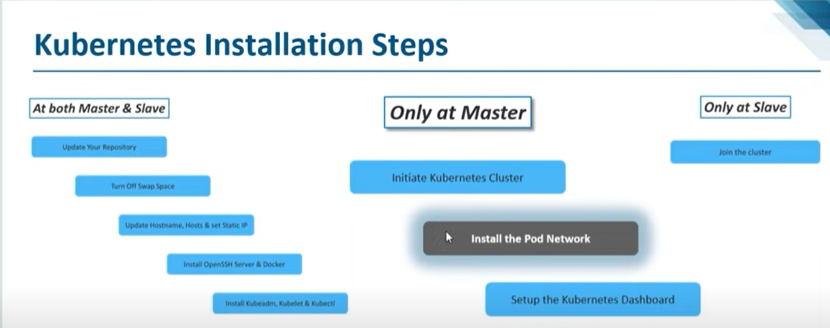 Kubernetes Installation Steps
At both Master & Slave
Update Your Repository
Turn Off Swap Space
Update Hostname, Hosts & set Static IP
Install OpenSSH Server & Docker
Install Kubeadm, Kubelet & Kubectl
Only at Master
Initiate Kubernetes Cluster
Install the Pod Network
Setup the Kubernetes Dashboard
Only at Slave
Join the cluster